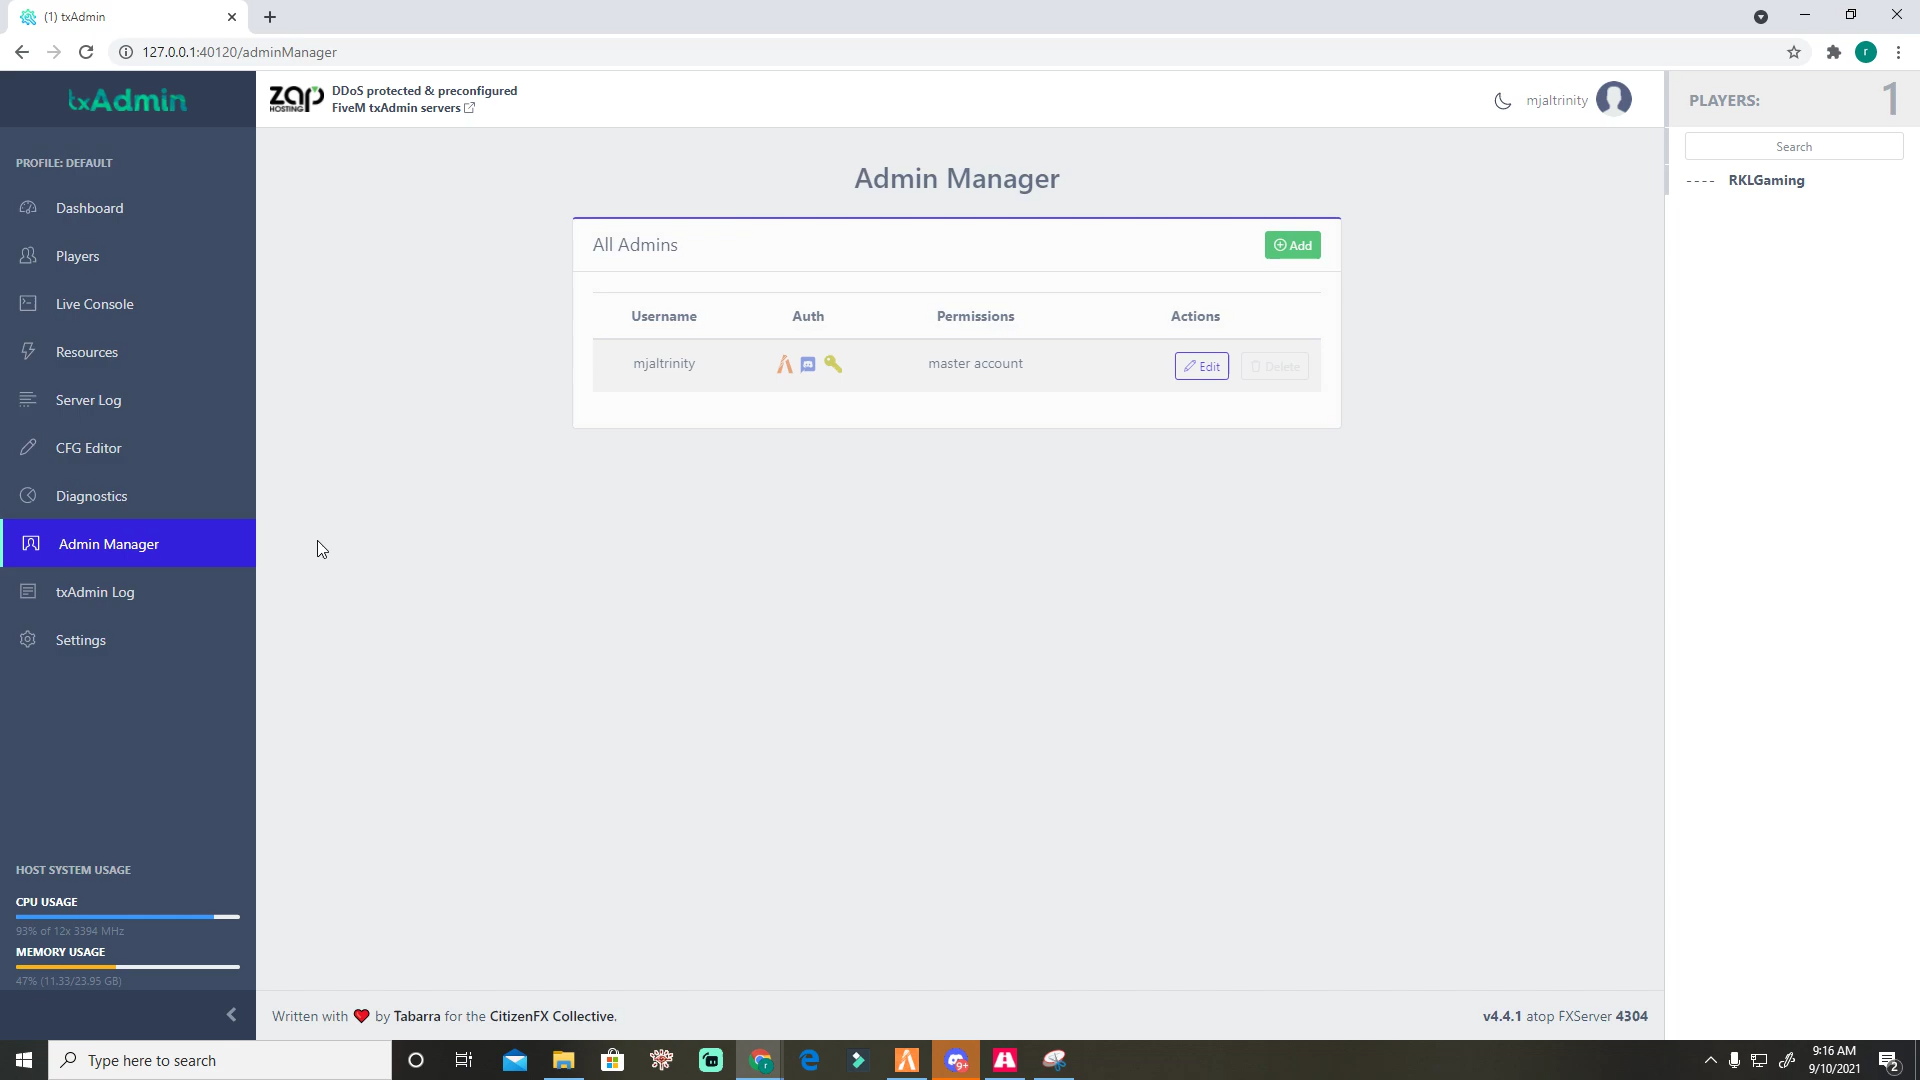 (1) txAdmin
127.0.0.1:40120/adminManager
r
txAdmin
PROFILE: DEFAULT
Dashboard
Players
Live Console
Resources
Server Log
CFG Editor
Diagnostics
Admin Manager
txAdmin Log
Settings
HOST SYSTEM USAGE
CPU USAGE
93% of 12x 3394 MHz
MEMORY USAGE
47% (11.33/23.95 GB)
zap
HOSTING
DDoS protected & preconfigured
FiveM txAdmin servers
mjaltrinity
Admin Manager
All Admins
Add
Username Auth Permissions Actions
mjaltrinity master account Edit Delete
PLAYERS: 1
Search
---- RKLGaming
Written with ❤ by Tabarra for the CitizenFX Collective.
v4.4.1 atop FXServer 4304
Type here to search
r
9+
9:16 AM
9/10/2021
2